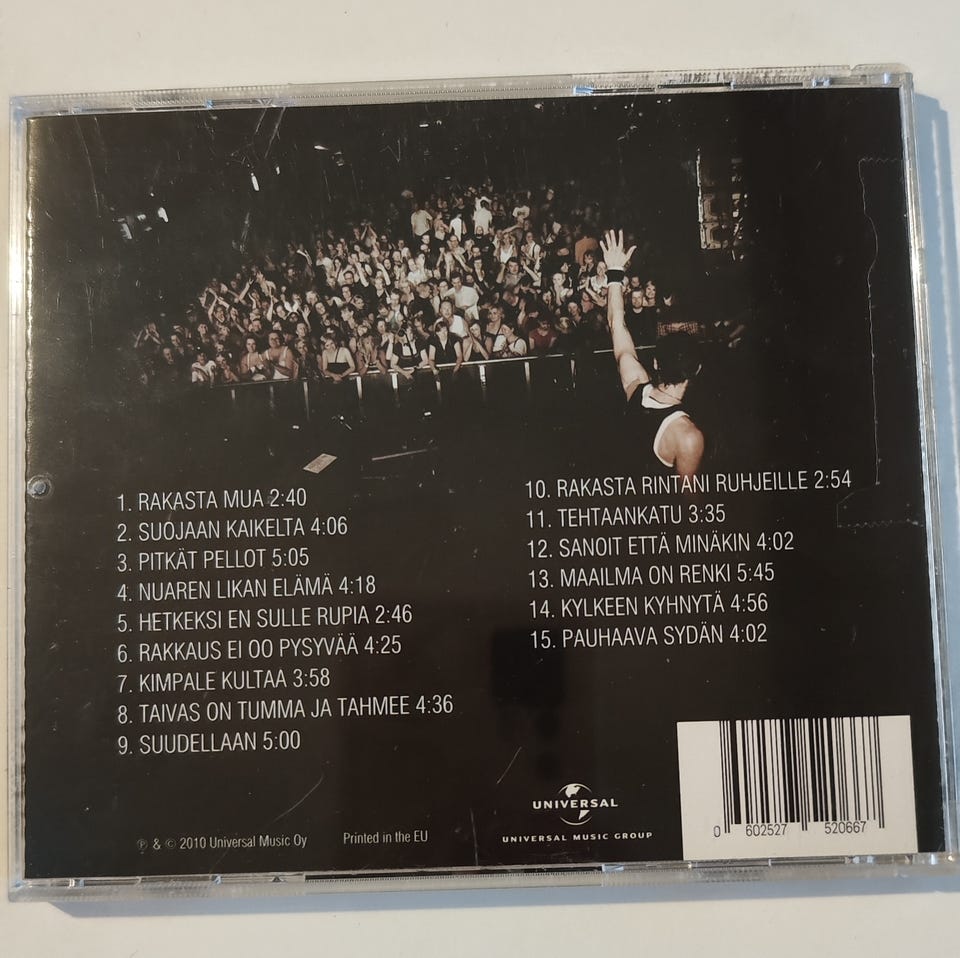 1. RAKASTA MUA 2:40
2. SUOJAAN KAIKELTA 4:06
3. PITKÄT PELLOT 5:05
4. NUAREN LIKAN ELÄMÄ 4:18
5. HETKEKSI EN SULLE RUPIA 2:46
6. RAKKAUS EI OO PYSYVÄÄ 4:25
7. KIMPALE KULTAA 3:58
8. TAIVAS ON TUMMA JA TAHMEE 4:36
9. SUUDELLAAN 5:00
10. RAKASTA RINTANI RUHJEILLE 2:54
11. TEHTAANKATU 3:35
12. SANOIT ETTÄ MINÄKIN 4:02
13. MAAILMA ON RENKI 5:45
14. KYLKEEN KYHNYTÄ 4:56
15. PAUHAAVA SYDÄN 4:02
℗ & © 2010 Universal Music Oy
Printed in the EU
UNIVERSAL
UNIVERSAL MUSIC GROUP
0 602527 520667